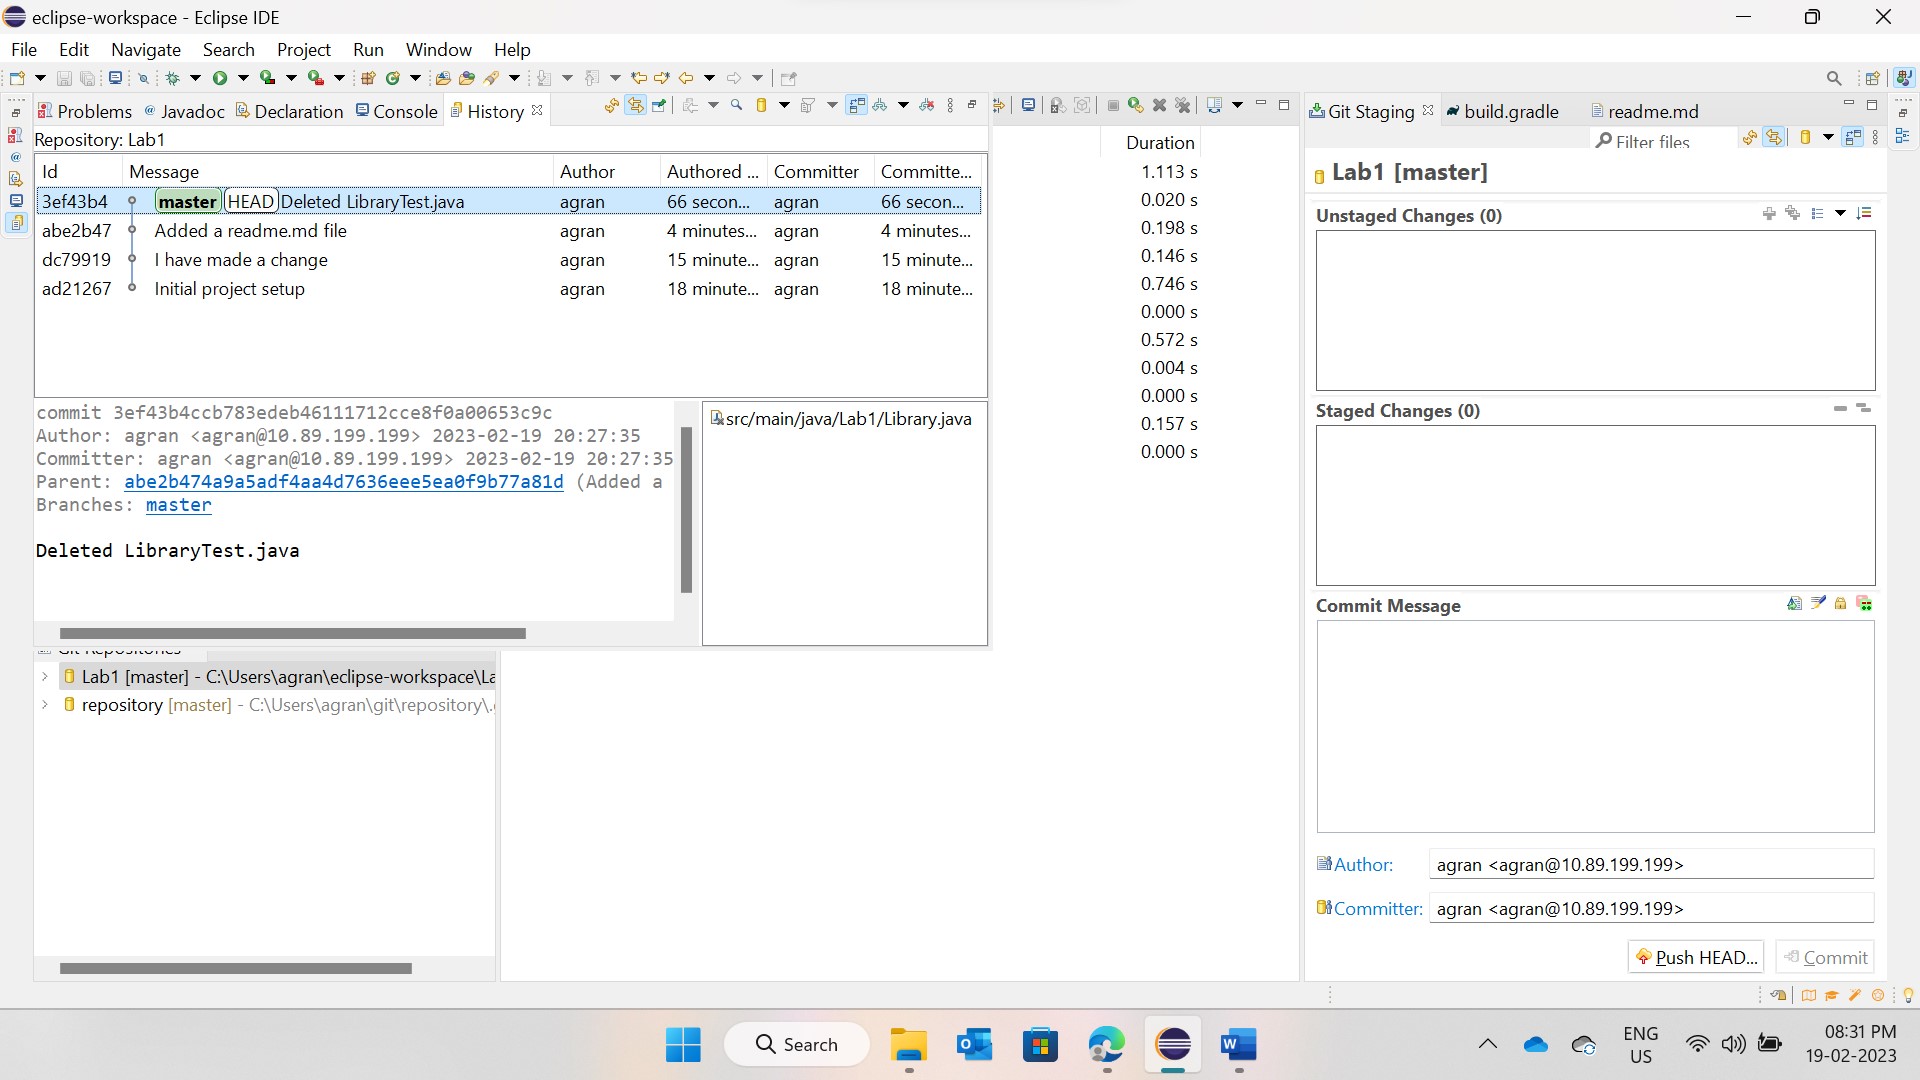 eclipse-workspace - Eclipse IDE
File Edit Navigate Search Project Run Window Help
Problems @ Javadoc Declaration Console History
Repository: Lab1
Id Message Author Authored ... Committer Committe...
3ef43b4 master HEAD Deleted LibraryTest.java agran 66 secon... agran 66 secon...
abe2b47 Added a readme.md file agran 4 minutes... agran 4 minutes...
dc79919 I have made a change agran 15 minute... agran 15 minute...
ad21267 Initial project setup agran 18 minute... agran 18 minute...
commit 3ef43b4ccb783edeb46111712cce8f0a00653c9c
Author: agran <agran@10.89.199.199> 2023-02-19 20:27:35
Committer: agran <agran@10.89.199.199> 2023-02-19 20:27:35
Parent: abe2b474a9a5adf4aa4d7636eee5ea0f9b77a81d (Added a
Branches: master
Deleted LibraryTest.java
src/main/java/Lab1/Library.java
Git Repositories
Lab1 [master] - C:\Users\agran\eclipse-workspace\La
repository [master] - C:\Users\agran\git\repository\.
Duration
1.113 s
0.020 s
0.198 s
0.146 s
0.746 s
0.000 s
0.572 s
0.004 s
0.000 s
0.157 s
0.000 s
Git Staging build.gradle readme.md
Filter files
Lab1 [master]
Unstaged Changes (0)
Staged Changes (0)
Commit Message
Author: agran <agran@10.89.199.199>
Committer: agran <agran@10.89.199.199>
Push HEAD... Commit
Search
ENG
US
08:31 PM
19-02-2023